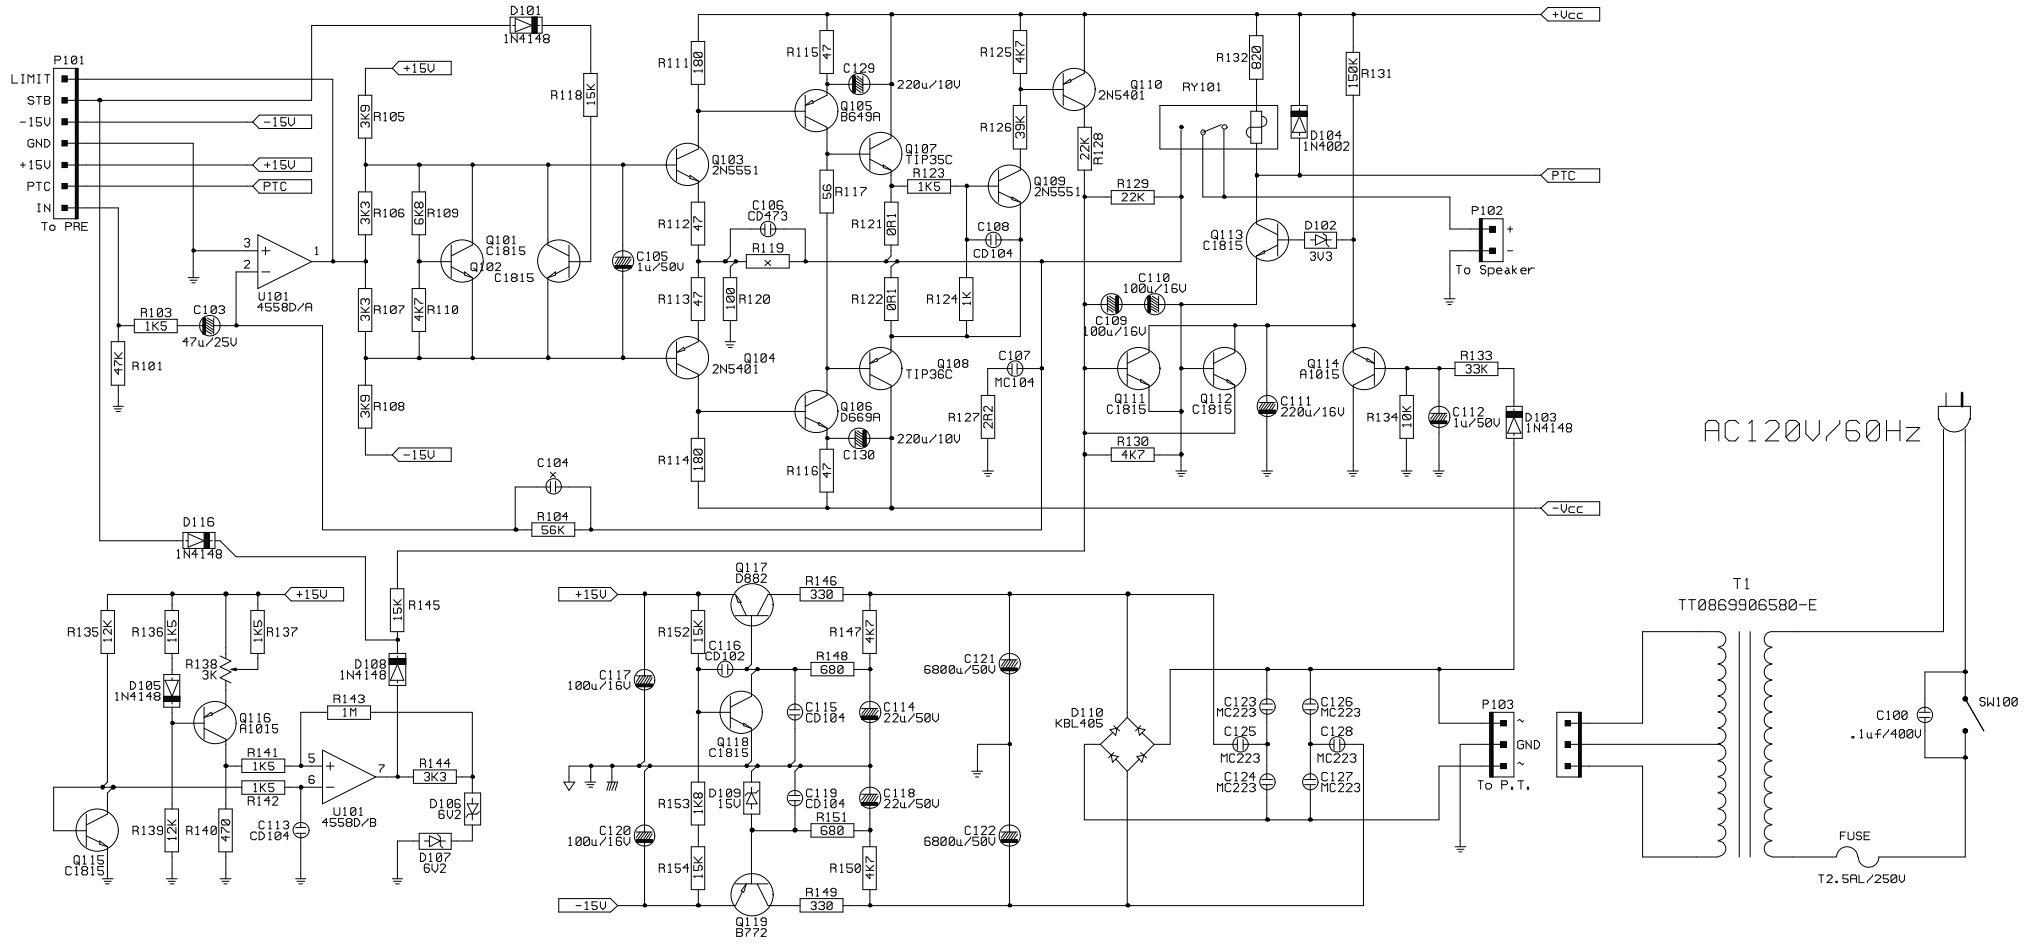 P101
LIMIT
STB
-15V
GND
+15V
PTC
IN
To PRE
-15V
+15V
PTC
D101
1N4148
+15V
R105
3K9
R118
15K
R106
3K3
R109
6K8
Q101
C1815
Q102
C1815
C105
1u/50V
3
2
1
U101
4558D/A
R103
1K5
C103
47u/25V
R101
47K
R107
3K3
R110
4K7
R108
3K9
-15V
C104
x
R104
56K
R111
180
Q103
2N5551
R112
47
C106
CD473
R119
x
R113
47
R120
100
Q104
2N5401
R114
180
R115
47
C129
220u/10V
Q105
B649A
Q107
TIP35C
R117
56
R121
0R1
R123
1K5
R122
0R1
R124
1K
C108
CD104
Q108
TIP36C
Q106
D669A
C130
220u/10V
R116
47
R125
4K7
R126
39K
Q109
2N5551
Q110
2N5401
R128
22K
R129
22K
C107
MC104
R127
2R2
RY101
R132
820
D104
1N4002
R131
150K
+Vcc
PTC
-Vcc
Q113
C1815
D102
3V3
P102
+
-
To Speaker
C109
100u/16V
C110
100u/16V
Q111
C1815
Q112
C1815
C111
220u/16V
Q114
A1015
R133
33K
R134
10K
C112
1u/50V
D103
1N4148
R130
4K7
AC120V/60Hz
D116
1N4148
+15V
R135
12K
R136
1K5
R137
1K5
R138
3K
D105
1N4148
Q116
A1015
R145
15K
D108
1N4148
R143
1M
R141
1K5
R142
1K5
5
6
7
U101
4558D/B
R144
3K3
D106
6V2
D107
6V2
Q115
C1815
R139
12K
R140
470
C113
CD104
+15V
Q117
D882
R146
330
R152
15K
C116
CD102
R147
4K7
R148
680
C117
100u/16V
Q118
C1815
C115
CD104
C114
22u/50V
C121
6800u/50V
R153
1K8
D109
15V
C119
CD104
C118
22u/50V
R151
680
C120
100u/16V
R154
15K
R150
4K7
C122
6800u/50V
-15V
Q119
B772
R149
330
D110
KBL405
C123
MC223
C126
MC223
C125
MC223
C128
MC223
C124
MC223
C127
MC223
P103
~
GND
~
To P.T.
T1
TT0869906580-E
C100
.1uf/400V
SW100
FUSE
T2.5AL/250V